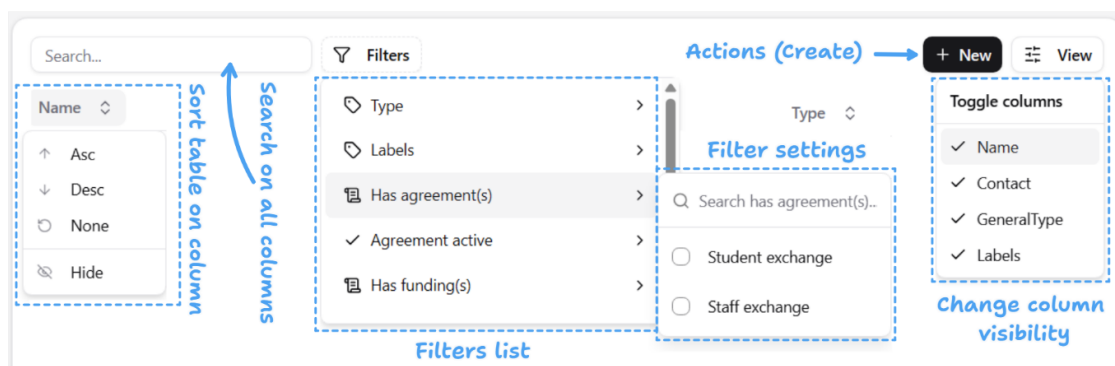 Search...
Filters
Actions (Create)
+ New
View
Name
Asc
Desc
None
Hide
Sort table on column
Search on all columns
Type
Labels
Has agreement(s)
Agreement active
Has funding(s)
Filters list
Type
Filter settings
Search has agreement(s)..
Student exchange
Staff exchange
Toggle columns
Name
Contact
GeneralType
Labels
Change column
visibility